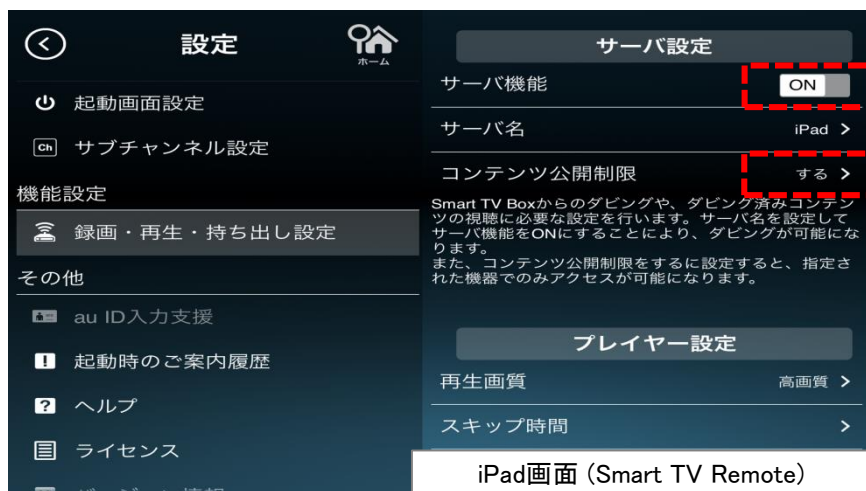 設定
ホーム
起動画面設定
Ch サブチャンネル設定
機能設定
録画・再生・持ち出し設定
その他
au ID入力支援
起動時のご案内履歴
ヘルプ
ライセンス
サーバ設定
サーバ機能 ON
サーバ名 iPad >
コンテンツ公開制限 する >
Smart TV Boxからのダビングや、ダビング済みコンテン
ツの視聴に必要な設定を行います。サーバ名を設定して
サーバ機能をONにすることにより、ダビングが可能にな
ります。
また、コンテンツ公開制限をするに設定すると、指定さ
れた機器でのみアクセスが可能になります。
プレイヤー設定
再生画質 高画質 >
スキップ時間 >
iPad画面（Smart TV Remote）